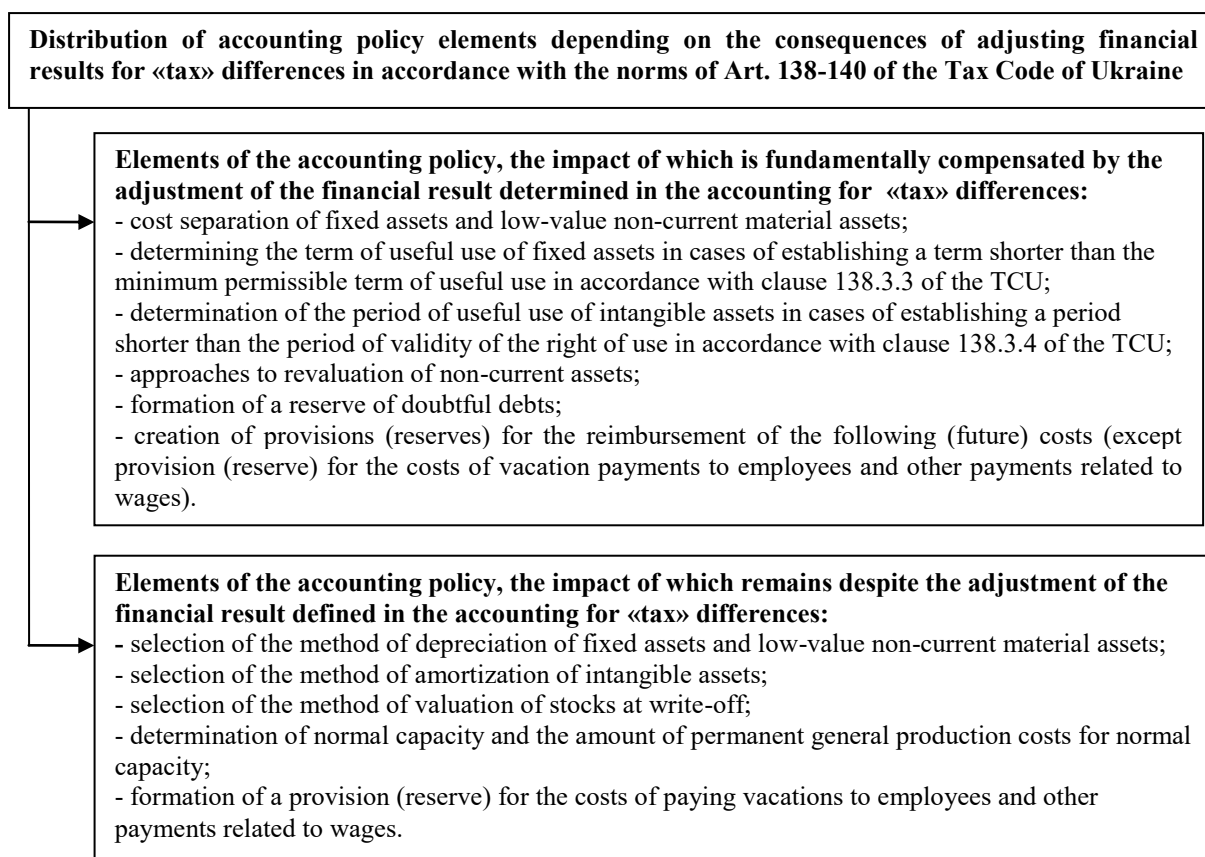 Distribution of accounting policy elements depending on the consequences of adjusting financial
results for «tax» differences in accordance with the norms of Art. 138-140 of the Tax Code of Ukraine
Elements of the accounting policy, the impact of which is fundamentally compensated by the
adjustment of the financial result determined in the accounting for «tax» differences:
- cost separation of fixed assets and low-value non-current material assets;
- determining the term of useful use of fixed assets in cases of establishing a term shorter than the
minimum permissible term of useful use in accordance with clause 138.3.3 of the TCU;
- determination of the period of useful use of intangible assets in cases of establishing a period
shorter than the period of validity of the right of use in accordance with clause 138.3.4 of the TCU;
- approaches to revaluation of non-current assets;
- formation of a reserve of doubtful debts;
- creation of provisions (reserves) for the reimbursement of the following (future) costs (except
provision (reserve) for the costs of vacation payments to employees and other payments related to
wages).
Elements of the accounting policy, the impact of which remains despite the adjustment of the
financial result defined in the accounting for «tax» differences:
- selection of the method of depreciation of fixed assets and low-value non-current material assets;
- selection of the method of amortization of intangible assets;
- selection of the method of valuation of stocks at write-off;
- determination of normal capacity and the amount of permanent general production costs for normal
capacity;
- formation of a provision (reserve) for the costs of paying vacations to employees and other
payments related to wages.